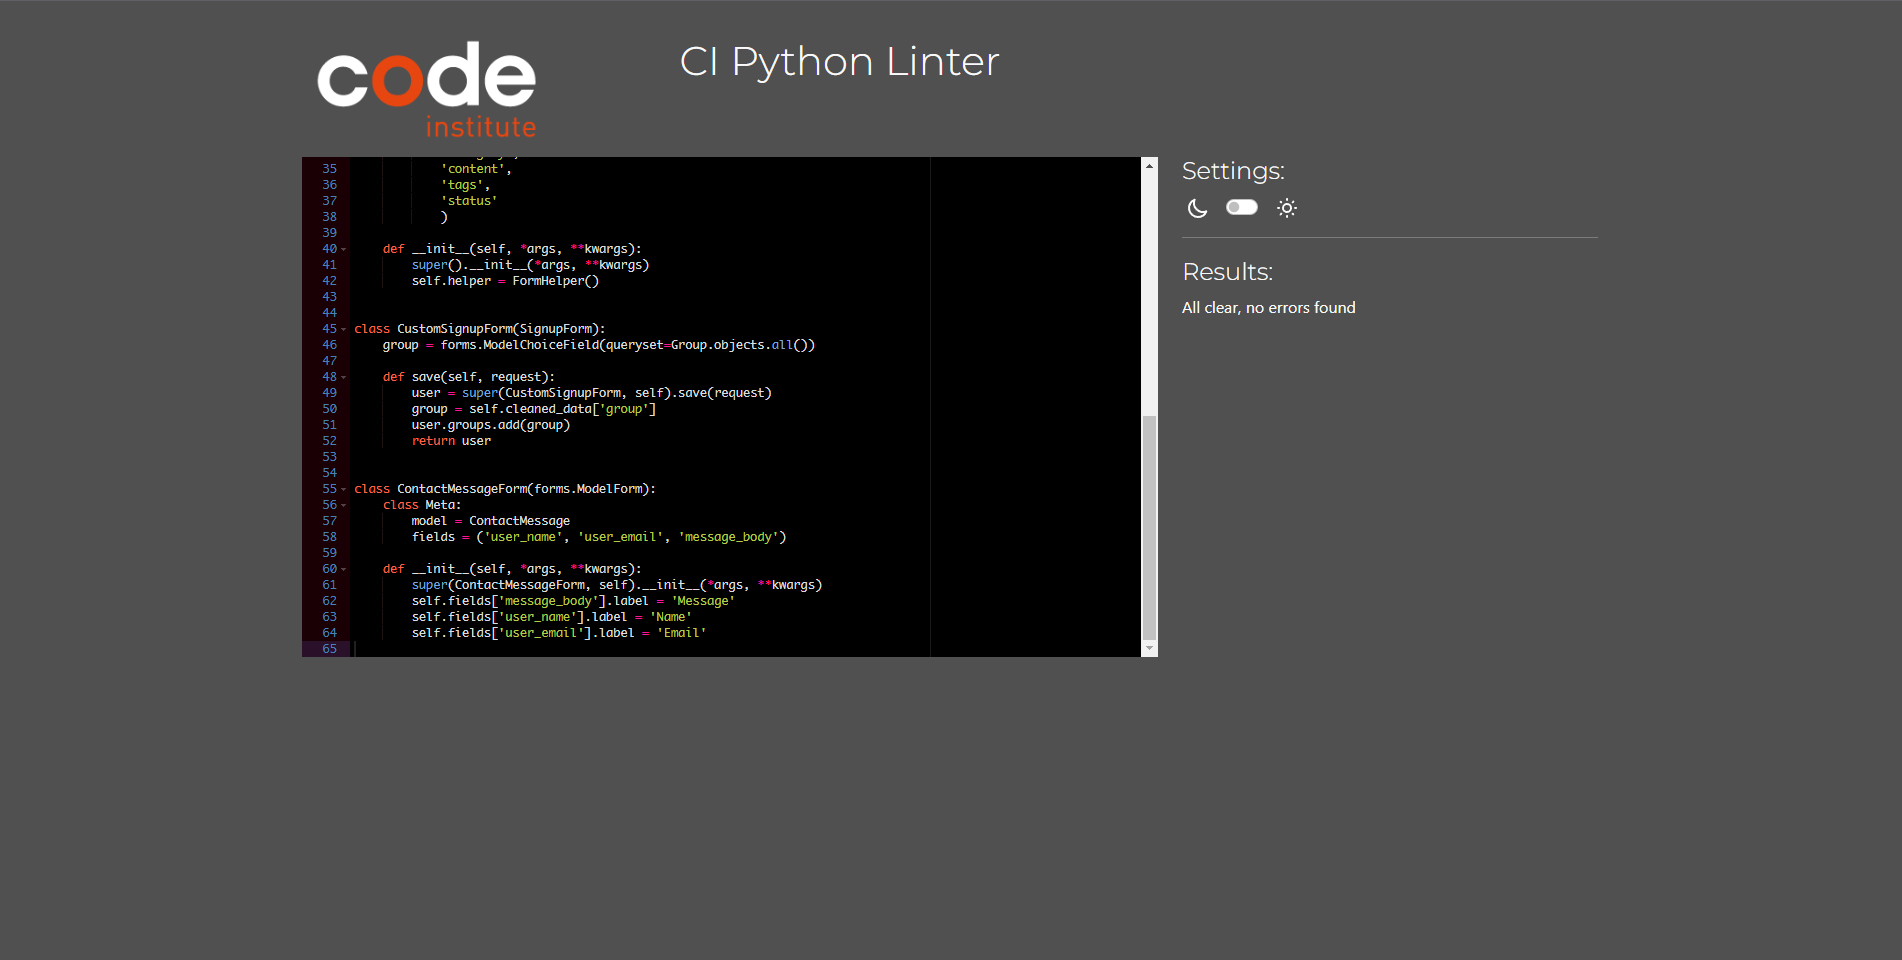 code
institute
CI Python Linter
35 'content',
36 'tags',
37 'status'
38 )
39
40 def __init__(self, *args, **kwargs):
41 super().__init__(*args, **kwargs)
42 self.helper = FormHelper()
43
44
45 class CustomSignupForm(SignupForm):
46 group = forms.ModelChoiceField(queryset=Group.objects.all())
47
48 def save(self, request):
49 user = super(CustomSignupForm, self).save(request)
50 group = self.cleaned_data['group']
51 user.groups.add(group)
52 return user
53
54
55 class ContactMessageForm(forms.ModelForm):
56 class Meta:
57 model = ContactMessage
58 fields = ('user_name', 'user_email', 'message_body')
59
60 def __init__(self, *args, **kwargs):
61 super(ContactMessageForm, self).__init__(*args, **kwargs)
62 self.fields['message_body'].label = 'Message'
63 self.fields['user_name'].label = 'Name'
64 self.fields['user_email'].label = 'Email'
65
Settings:
Results:
All clear, no errors found